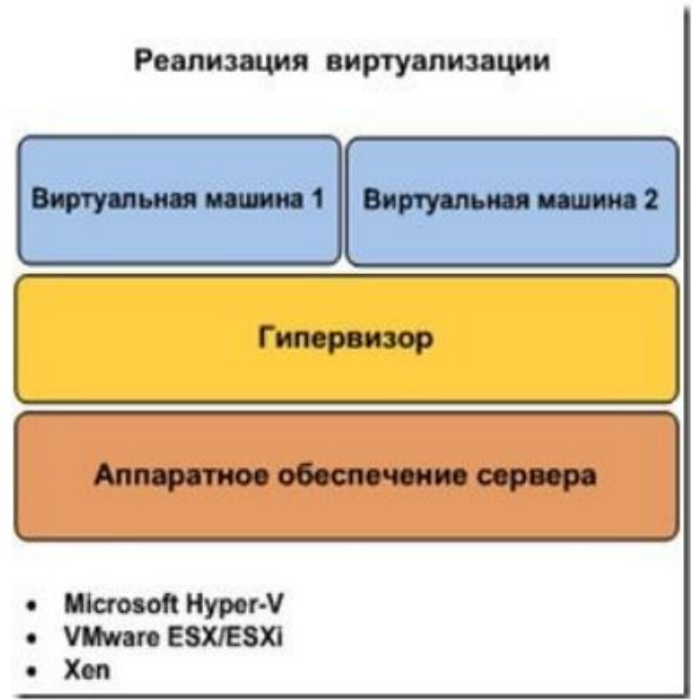 Реализация виртуализации
Виртуальная машина 1
Виртуальная машина 2
Гипервизор
Аппаратное обеспечение сервера
• Microsoft Hyper-V
• VMware ESX/ESXi
• Xen